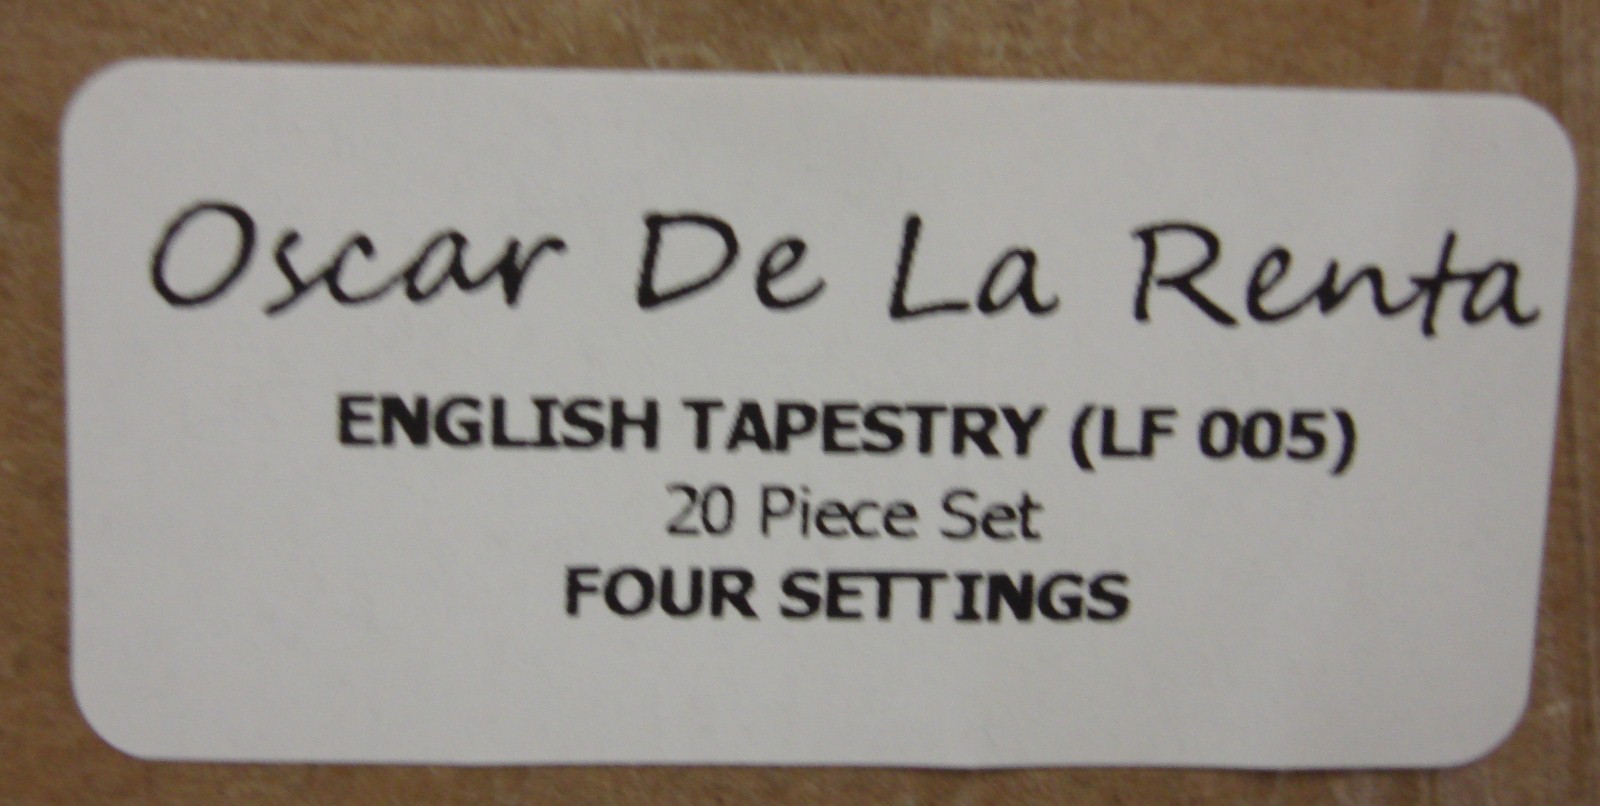 Oscar De La Renta
ENGLISH TAPESTRY (LF 005)
20 Piece Set
FOUR SETTINGS